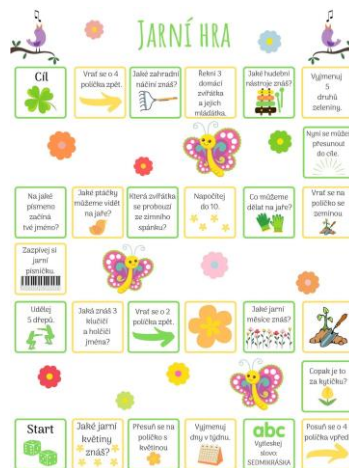 JARNÍ HRA
Cíl
Vrať se o 4
políčka zpět.
Jaké zahradní
náčiní znáš?
Řekni 3
domácí
zvířátka
a jejich
mláďátka.
Jaké hudební
nástroje znáš?
Vyjmenuj
5
druhů
zeleniny.
Nyní se může
přesunout
do cíle.
Na jaké
písmeno
začíná
tvé jméno?
Jaké ptáčky
můžeme vidět
na jaře?
Která zvířátka
se probouzí
ze zimního
spánku?
Napočítej
do 10.
Co můžeme
dělat na jaře?
Vrať se na
políčko se
zeminou
Zazpívej si
jarní
písničku.
Udělej
5 dřepů.
Jaká znáš 3
klučičí
a holčičí
jména?
Vrať se o 2
políčka zpět.
Jaké jarní
měsíce znáš?
Copak je to
za kytičku?
Start
Jaké jarní
květiny
znáš?
Přesuň se na
políčko s
květinou
Vyjmenuj
dny v týdnu.
abc
Vytleskej
slovo:
SEDMIKRÁSKA
Posuň se o 4
políčka vpřed